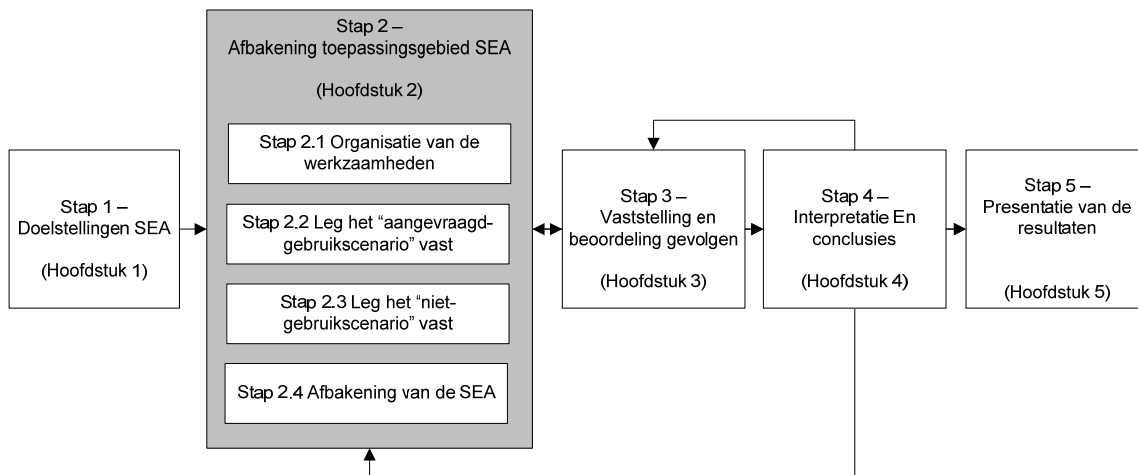 Stap 1 –
Doelstellingen SEA
(Hoofdstuk 1)
Stap 2 –
Afbakening toepassingsgebied SEA
(Hoofdstuk 2)
Stap 2.1 Organisatie van de
werkzaamheden
Stap 2.2 Leg het “aangevraagd-
gebruikscenario” vast
Stap 2.3 Leg het “niet-
gebruikscenario” vast
Stap 2.4 Afbakening van de SEA
Stap 3 –
Vaststelling en
beoordeling gevolgen
(Hoofdstuk 3)
Stap 4 –
Interpretatie En
conclusies
(Hoofdstuk 4)
Stap 5 –
Presentatie van de
resultaten
(Hoofdstuk 5)